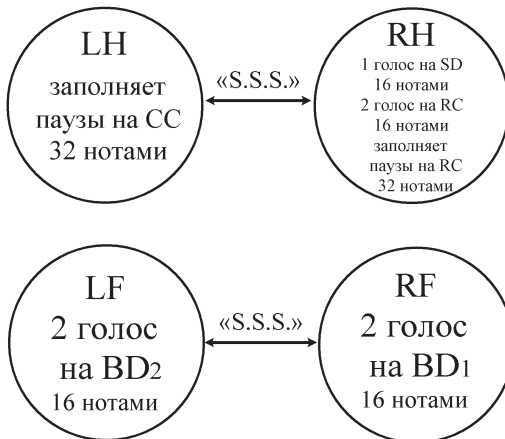 LH
заполняет
паузы на CC
32 нотами
«S.S.S.»
RH
1 голос на SD
16 нотами
2 голос на RC
16 нотами
заполняет
паузы на RC
32 нотами
LF
2 голос
на BD2
16 нотами
«S.S.S.»
RF
2 голос
на BD1
16 нотами